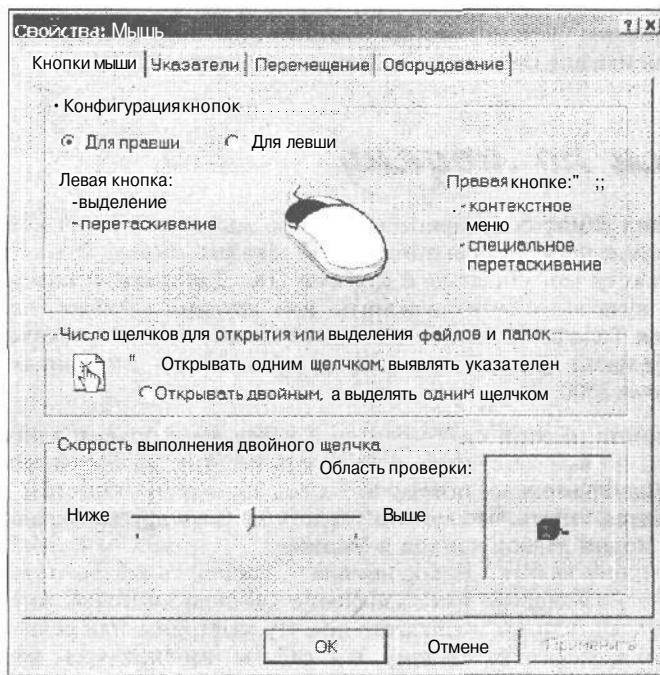 Свойства: Мышь
Кнопки мыши Указатели Перемещение Оборудование
Конфигурация кнопок
Для правши Для левши
Левая кнопка:
-выделение
-перетаскивание
Правая кнопке:" ;;
.-контекстное
меню
-специальное
перетаскивание
Число щелчков для открытия или выделения файлов и папок
Открывать одним щелчком, выявлять указателен
Открывать двойным, а выделять одним щелчком
Скорость выполнения двойного щелчка
Область проверки:
Ниже Выше
OK Отмене Применить